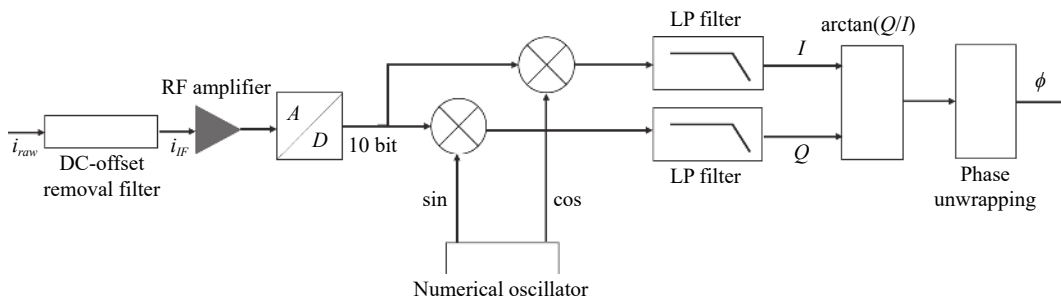 i_raw
DC-offset
removal filter
i_IF
RF amplifier
A
D
10 bit
sin
cos
Numerical oscillator
LP filter
I
LP filter
Q
arctan(Q/I)
Phase
unwrapping
ϕ